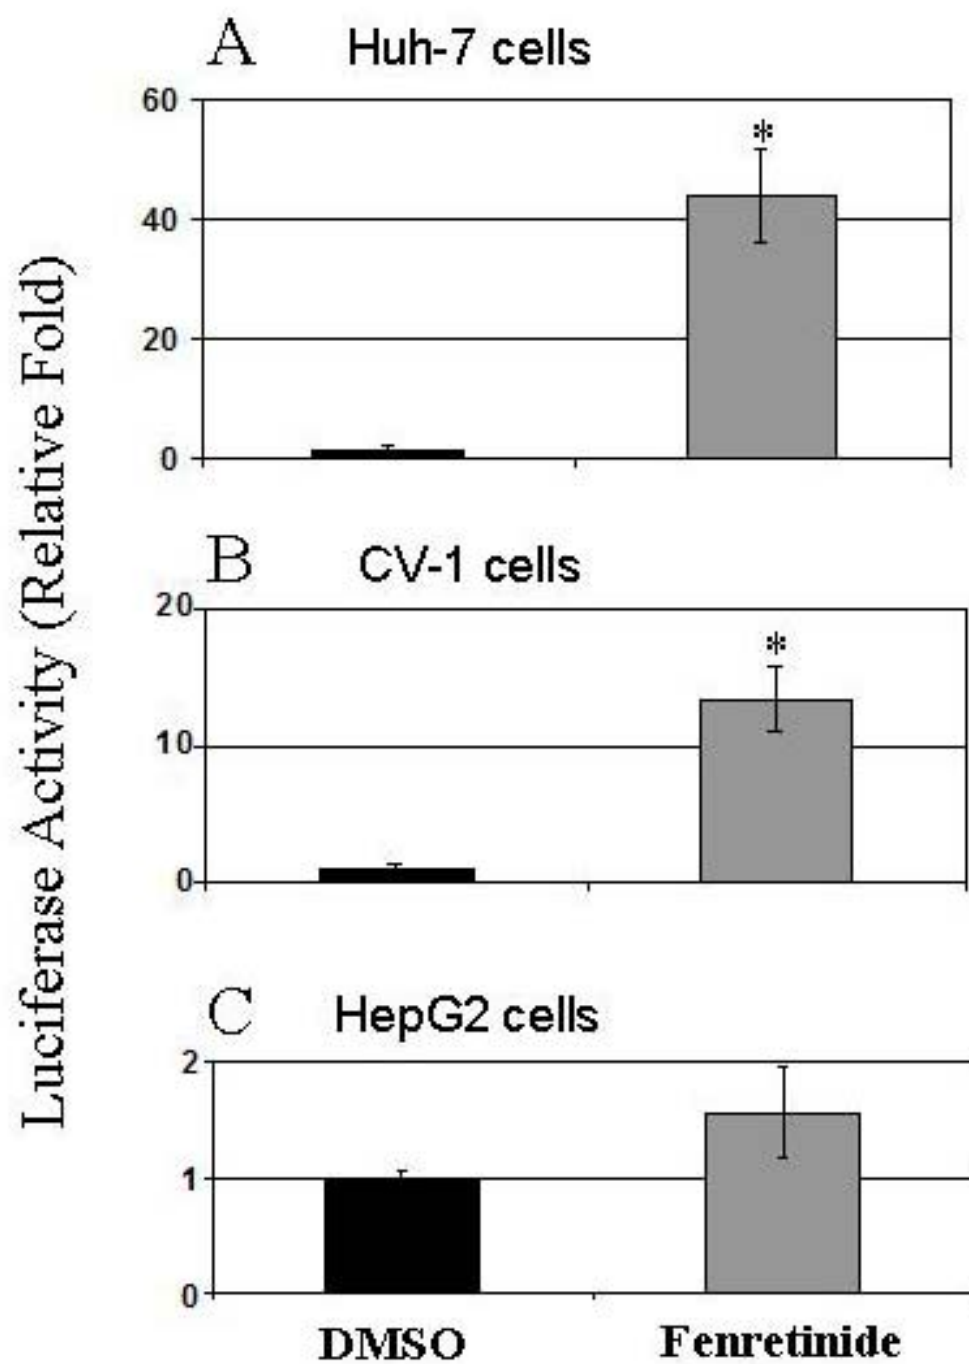 A Huh-7 cells
60
*
40
20
0
B CV-1 cells
20
*
10
0
C HepG2 cells
2
1
0
DMSO Fenretinide
Luciferase Activity (Relative Fold)